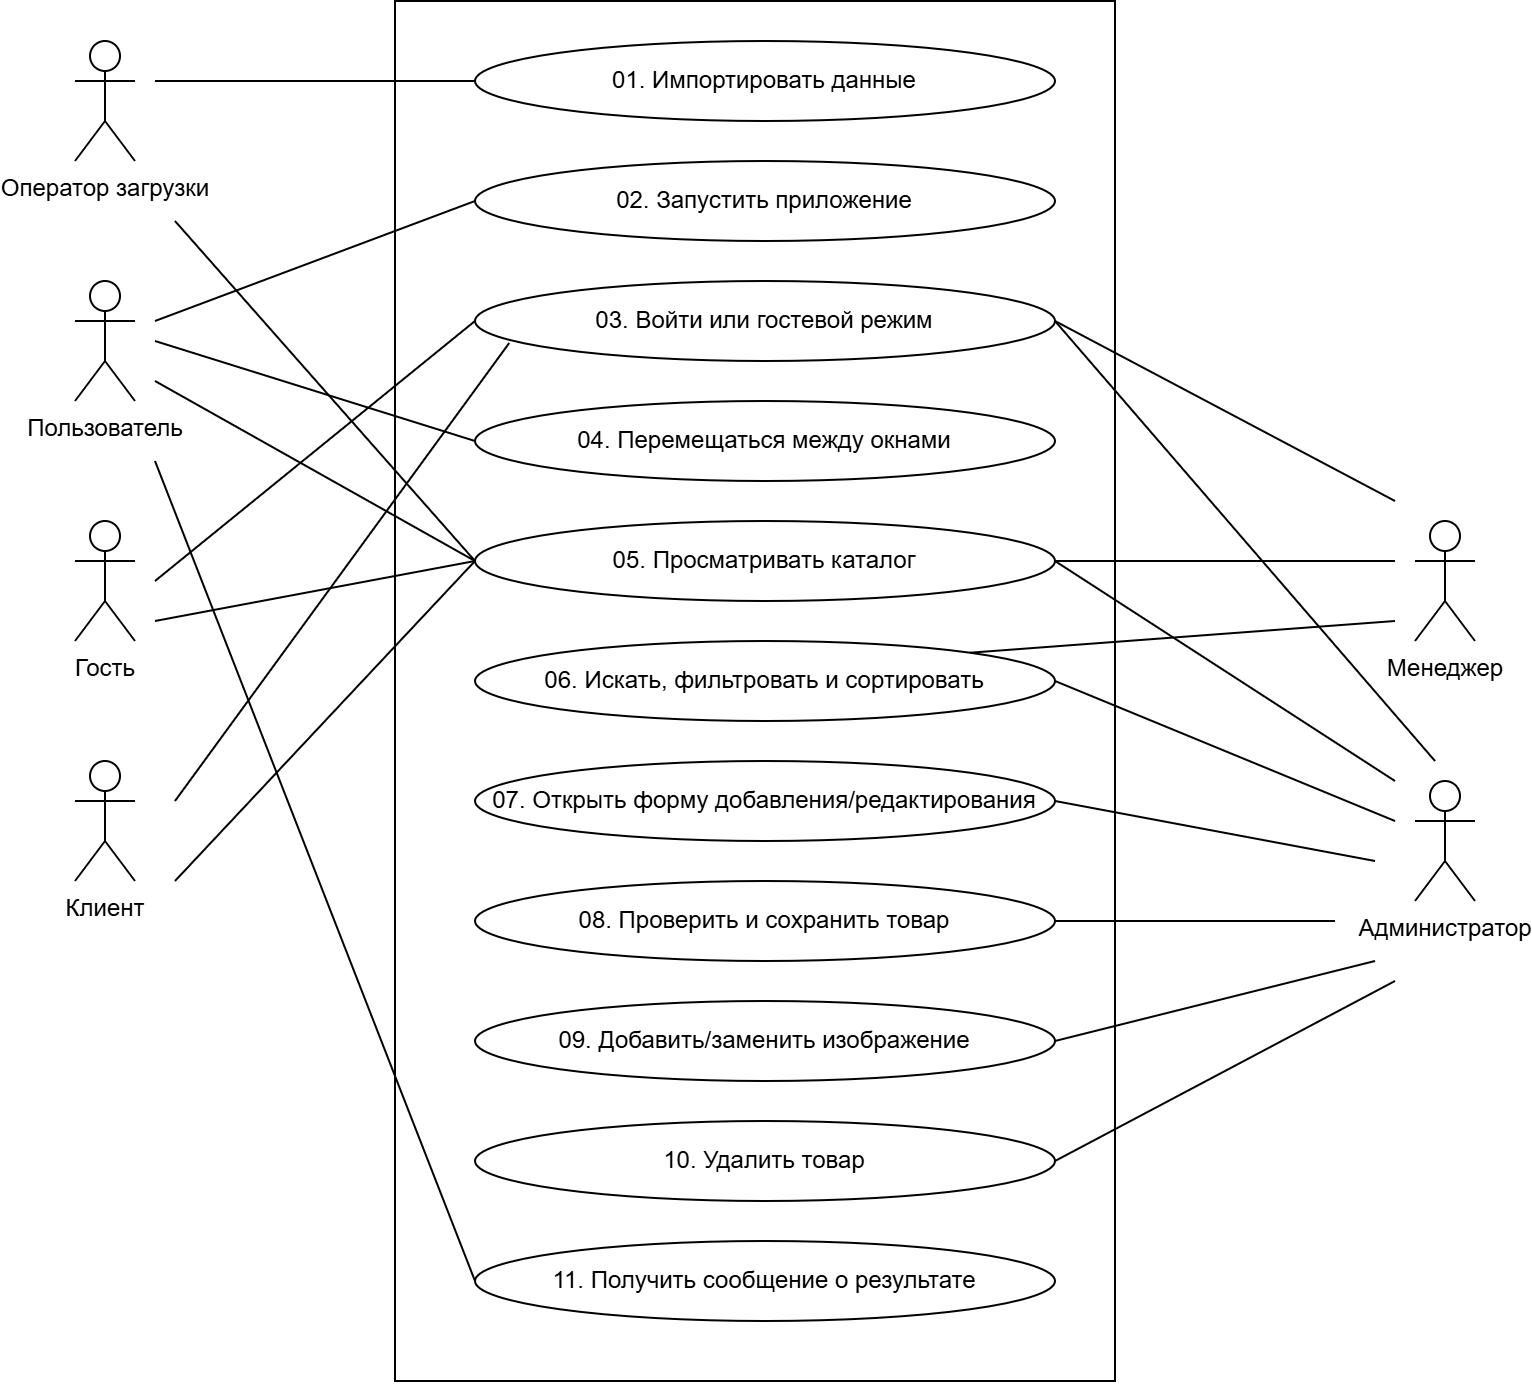 01. Импортировать данные
Оператор загрузки
02. Запустить приложение
03. Войти или гостевой режим
Пользователь
04. Перемещаться между окнами
05. Просматривать каталог
Гость
Менеджер
06. Искать, фильтровать и сортировать
07. Открыть форму добавления/редактирования
Клиент
08. Проверить и сохранить товар
Администратор
09. Добавить/заменить изображение
10. Удалить товар
11. Получить сообщение о результате